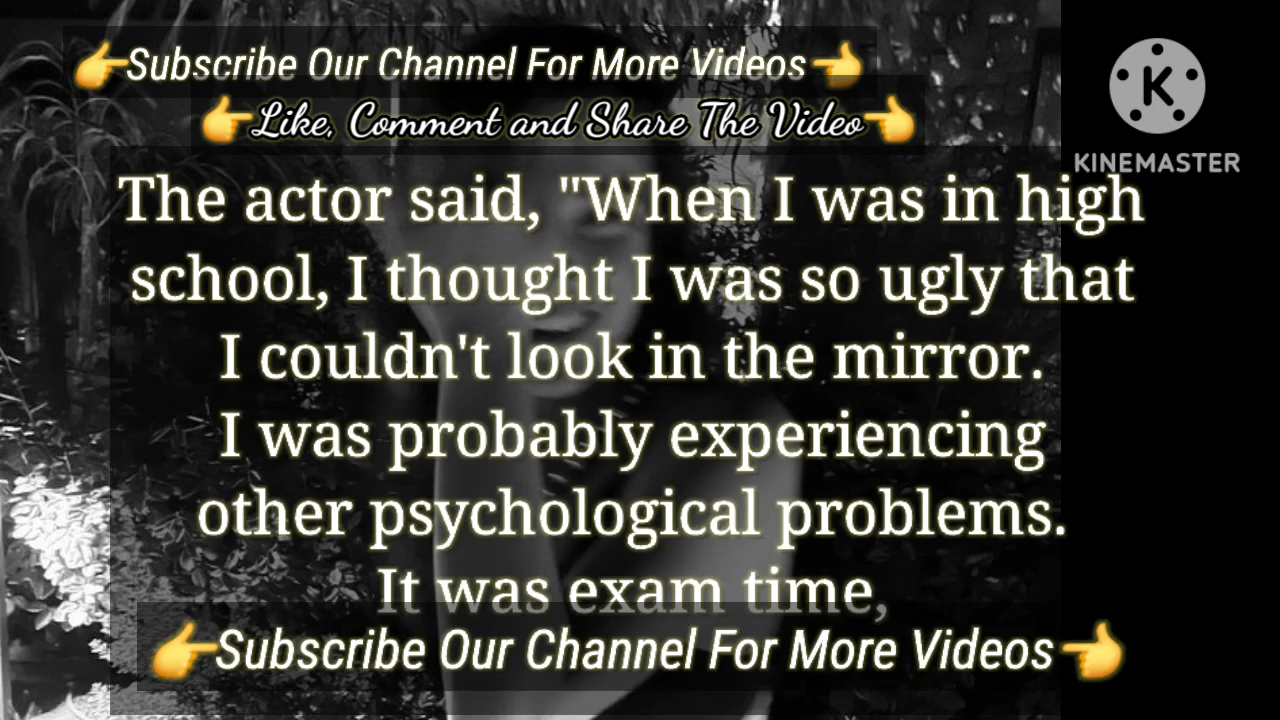 👉Subscribe Our Channel For More Videos👈
👉Like, Comment and Share The Video👈
KINEMASTER
The actor said, "When I was in high
school, I thought I was so ugly that
I couldn't look in the mirror.
I was probably experiencing
other psychological problems.
It was exam time,
👉Subscribe Our Channel For More Videos👈